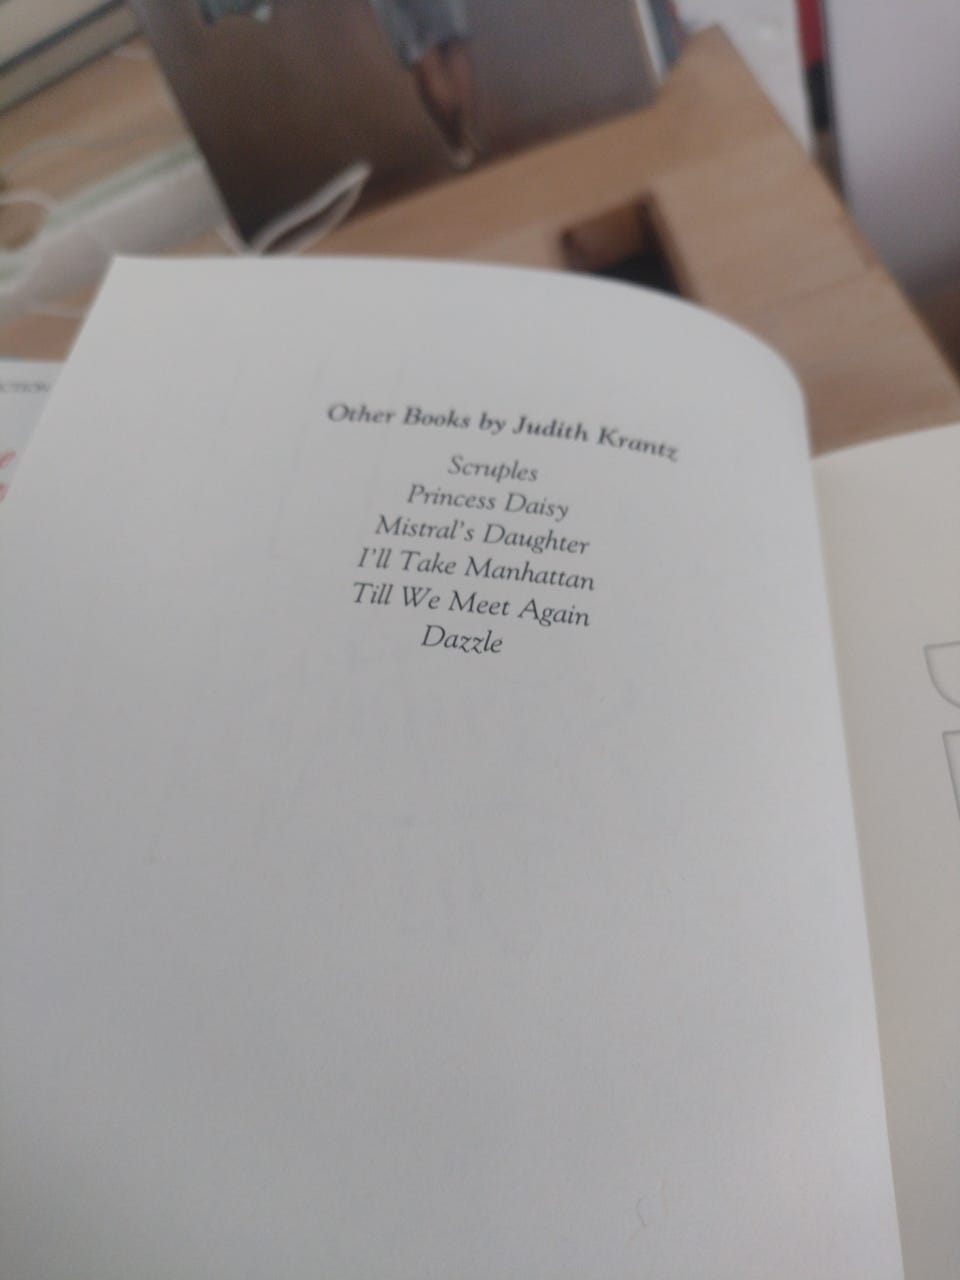 Other Books by Judith Krantz
Scruples
Princess Daisy
Mistral's Daughter
I'll Take Manhattan
Till We Meet Again
Dazzle